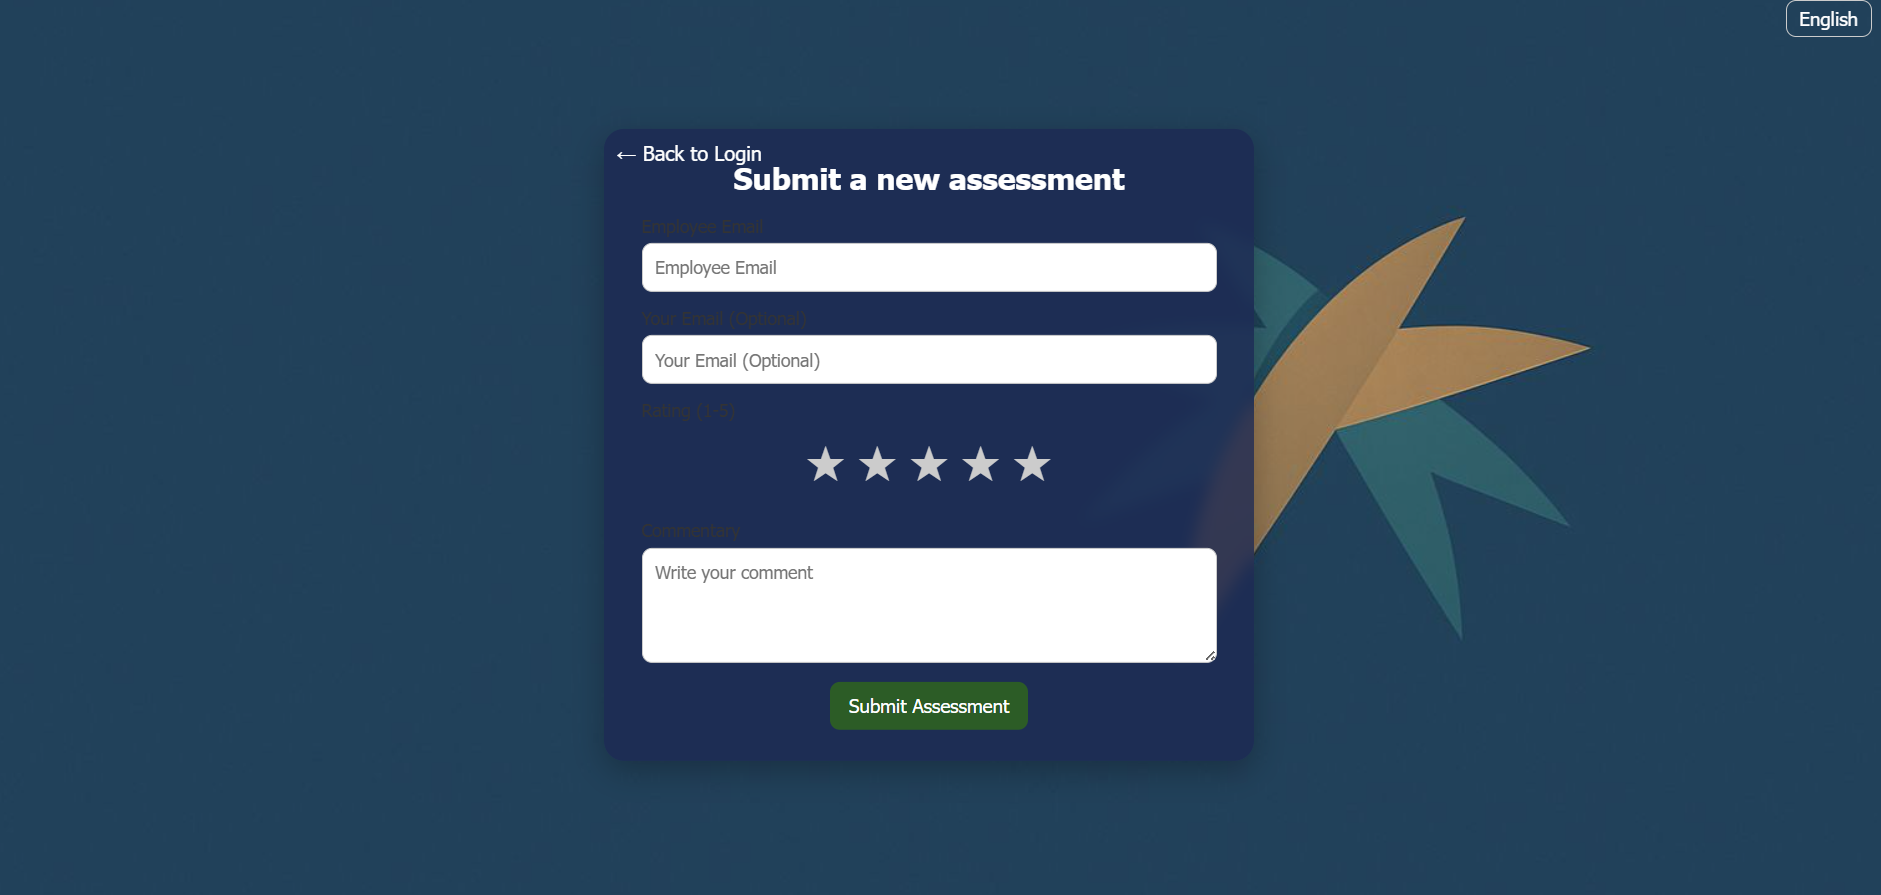 English
← Back to Login
Submit a new assessment
Employee Email
Employee Email
Your Email (Optional)
Your Email (Optional)
Rating (1-5)
Commentary
Write your comment
Submit Assessment